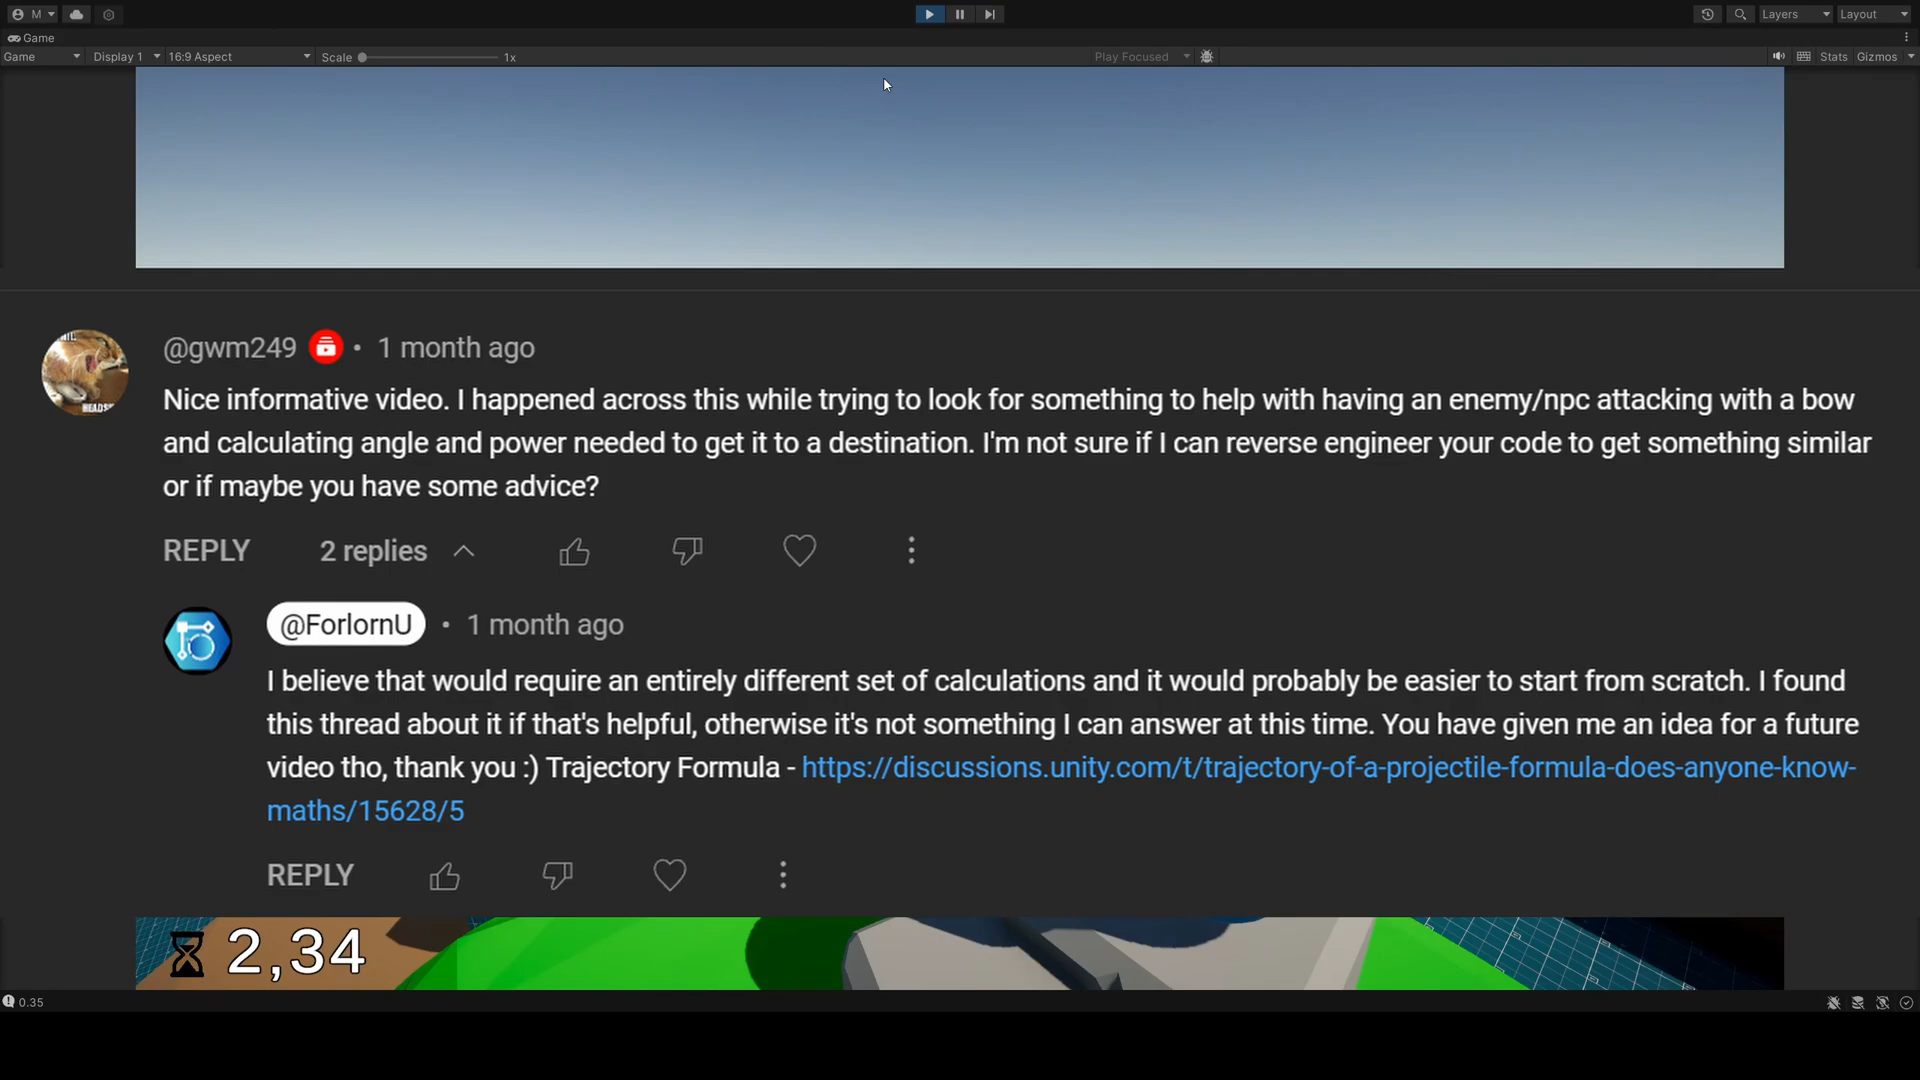 M
Layers
Layout
Game
Game
Display 1
16:9 Aspect
Scale
1x
Play Focused
Stats
Gizmos
@gwm249 • 1 month ago
Nice informative video. I happened across this while trying to look for something to help with having an enemy/npc attacking with a bow
and calculating angle and power needed to get it to a destination. I'm not sure if I can reverse engineer your code to get something similar
or if maybe you have some advice?
REPLY
2 replies
@ForlornU • 1 month ago
I believe that would require an entirely different set of calculations and it would probably be easier to start from scratch. I found
this thread about it if that's helpful, otherwise it's not something I can answer at this time. You have given me an idea for a future
video tho, thank you :) Trajectory Formula - https://discussions.unity.com/t/trajectory-of-a-projectile-formula-does-anyone-know-
maths/15628/5
REPLY
2,34
0.35